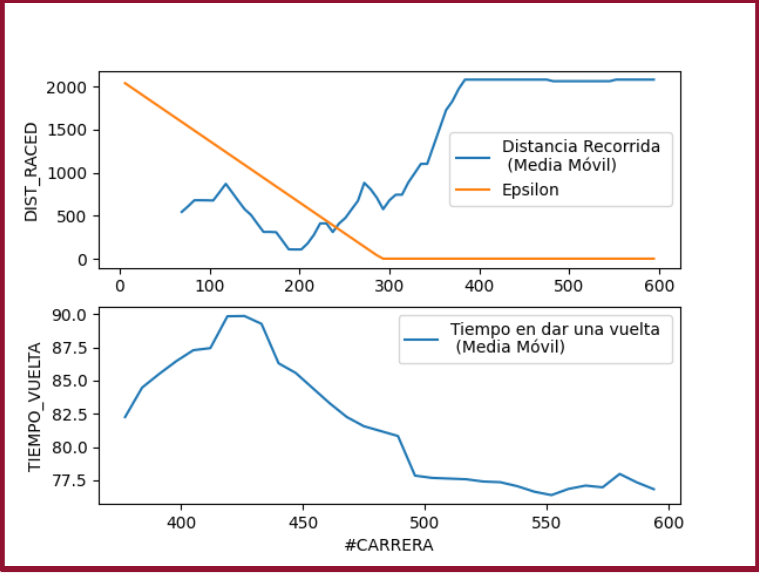 2000
1500
1000
500
0
DIST_RACED
Distancia Recorrida
(Media Móvil)
Epsilon
0 100 200 300 400 500 600
90.0
87.5
85.0
82.5
80.0
77.5
TIEMPO_VUELTA
Tiempo en dar una vuelta
(Media Móvil)
400 450 500 550 600
#CARRERA